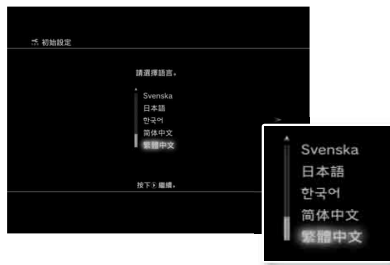 初始設定
請選擇語言。
Svenska
日本語
한국어
简体中文
繁體中文
按下 繼續。
Svenska
日本語
한국어
简体中文
繁體中文